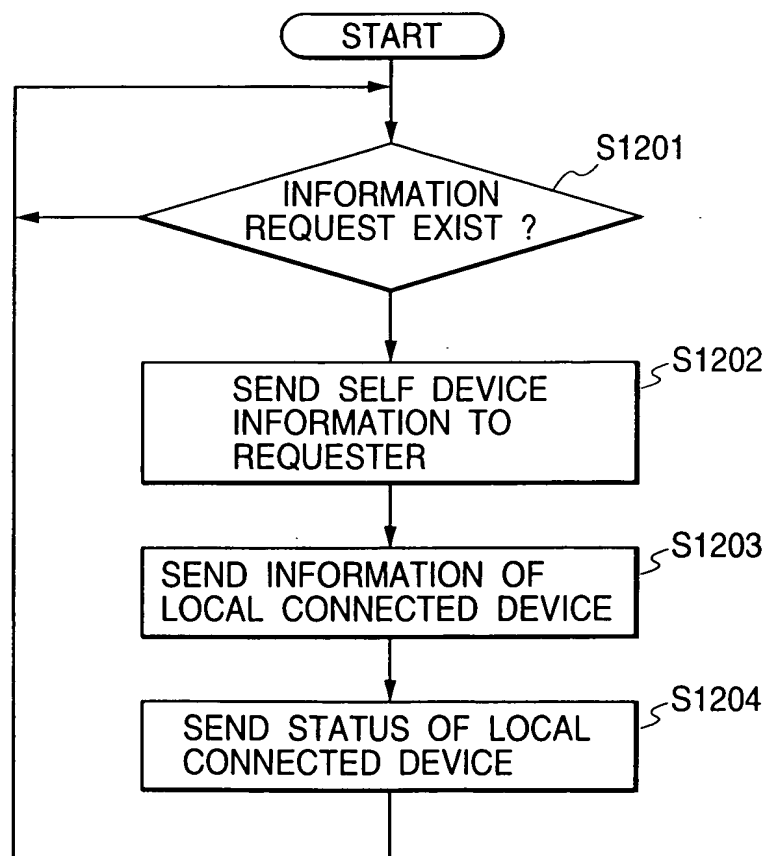 START
S1201
INFORMATION
REQUEST EXIST ?
S1202
SEND SELF DEVICE
INFORMATION TO
REQUESTER
S1203
SEND INFORMATION OF
LOCAL CONNECTED DEVICE
S1204
SEND STATUS OF LOCAL
CONNECTED DEVICE